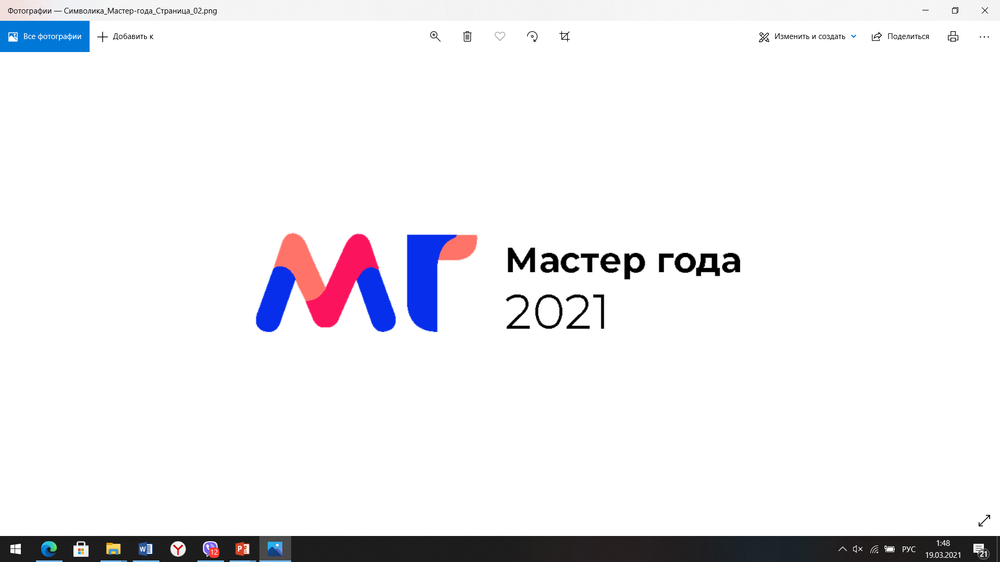 Фотографии — Символика_Мастер-года_Страница_02.png
Все фотографии
Добавить к
Изменить и создать
Поделиться
МГ
Мастер года
2021
12
РУС
1:48
19.03.2021
21